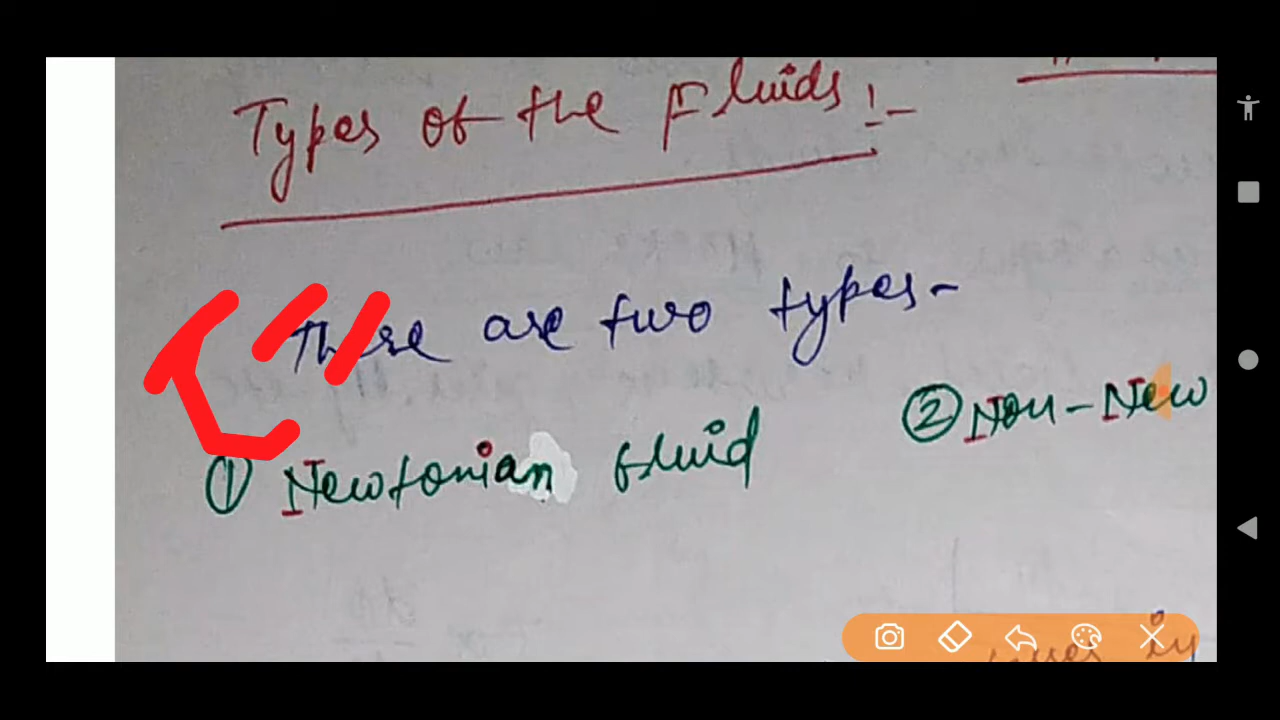 Types of the Fluids :-
There are two types-
① Newtonian fluid
② Non-New